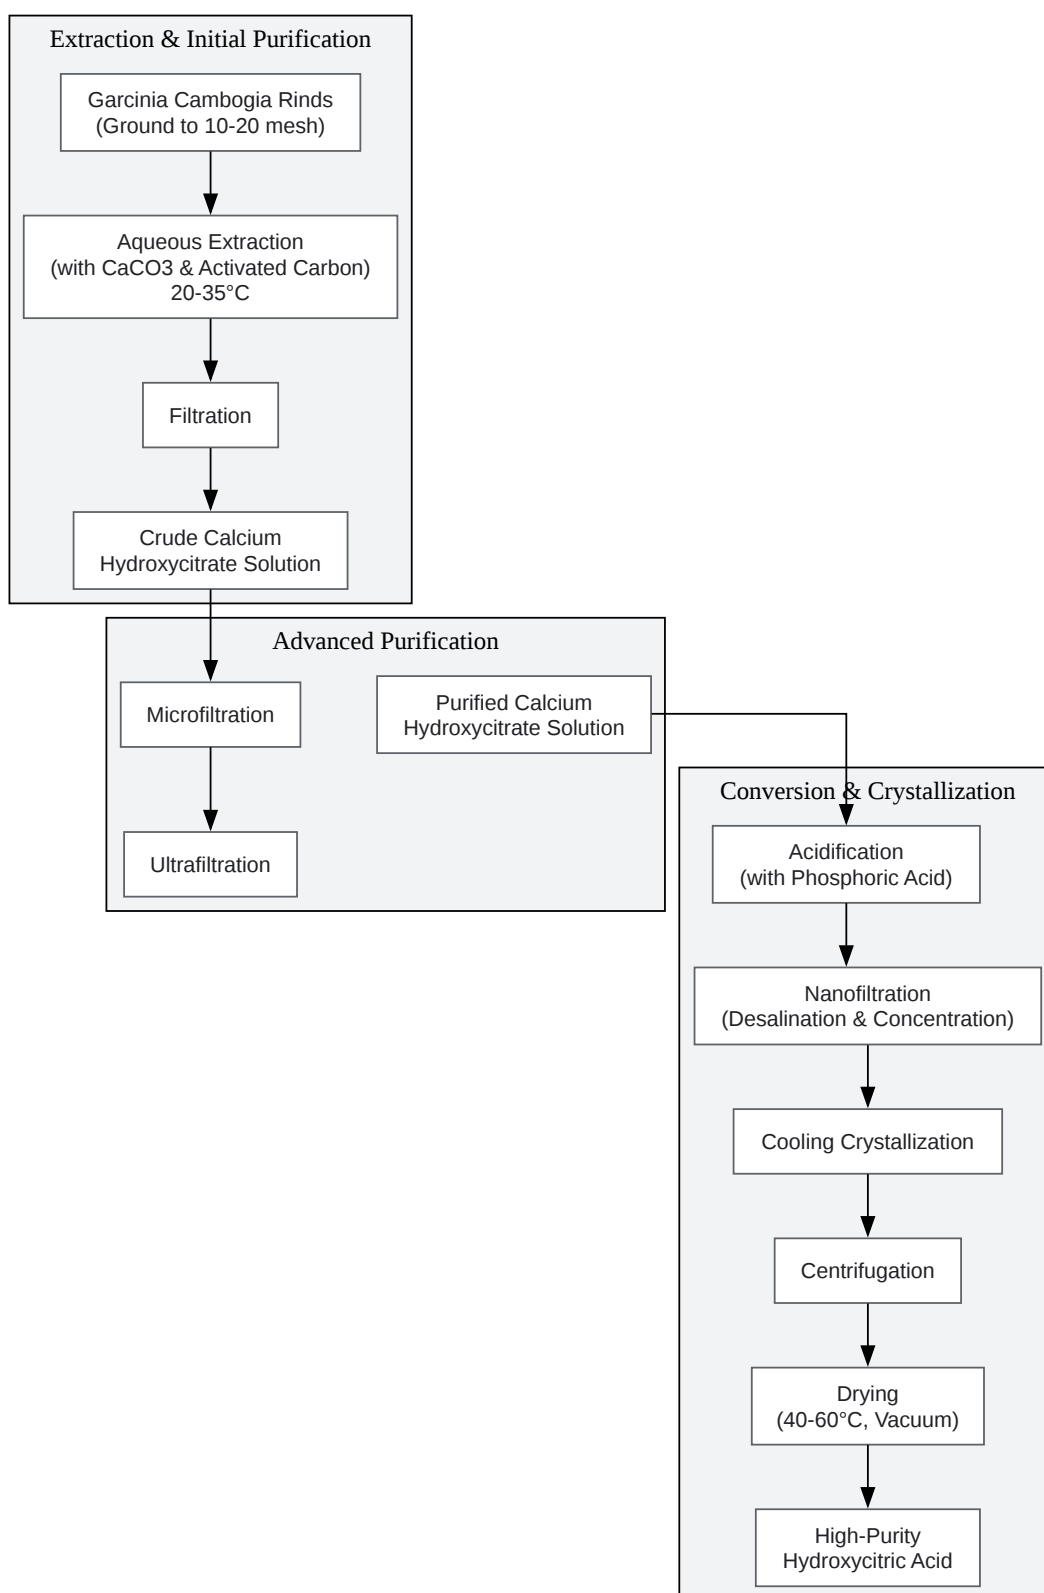 Extraction & Initial Purification
Garcinia Cambogia Rinds
(Ground to 10-20 mesh)
Aqueous Extraction
(with CaCO3 & Activated Carbon)
20-35°C
Filtration
Crude Calcium
Hydroxycitrate Solution
Advanced Purification
Microfiltration
Ultrafiltration
Purified Calcium
Hydroxycitrate Solution
Conversion & Crystallization
Acidification
(with Phosphoric Acid)
Nanofiltration
(Desalination & Concentration)
Cooling Crystallization
Centrifugation
Drying
(40-60°C, Vacuum)
High-Purity
Hydroxycitric Acid